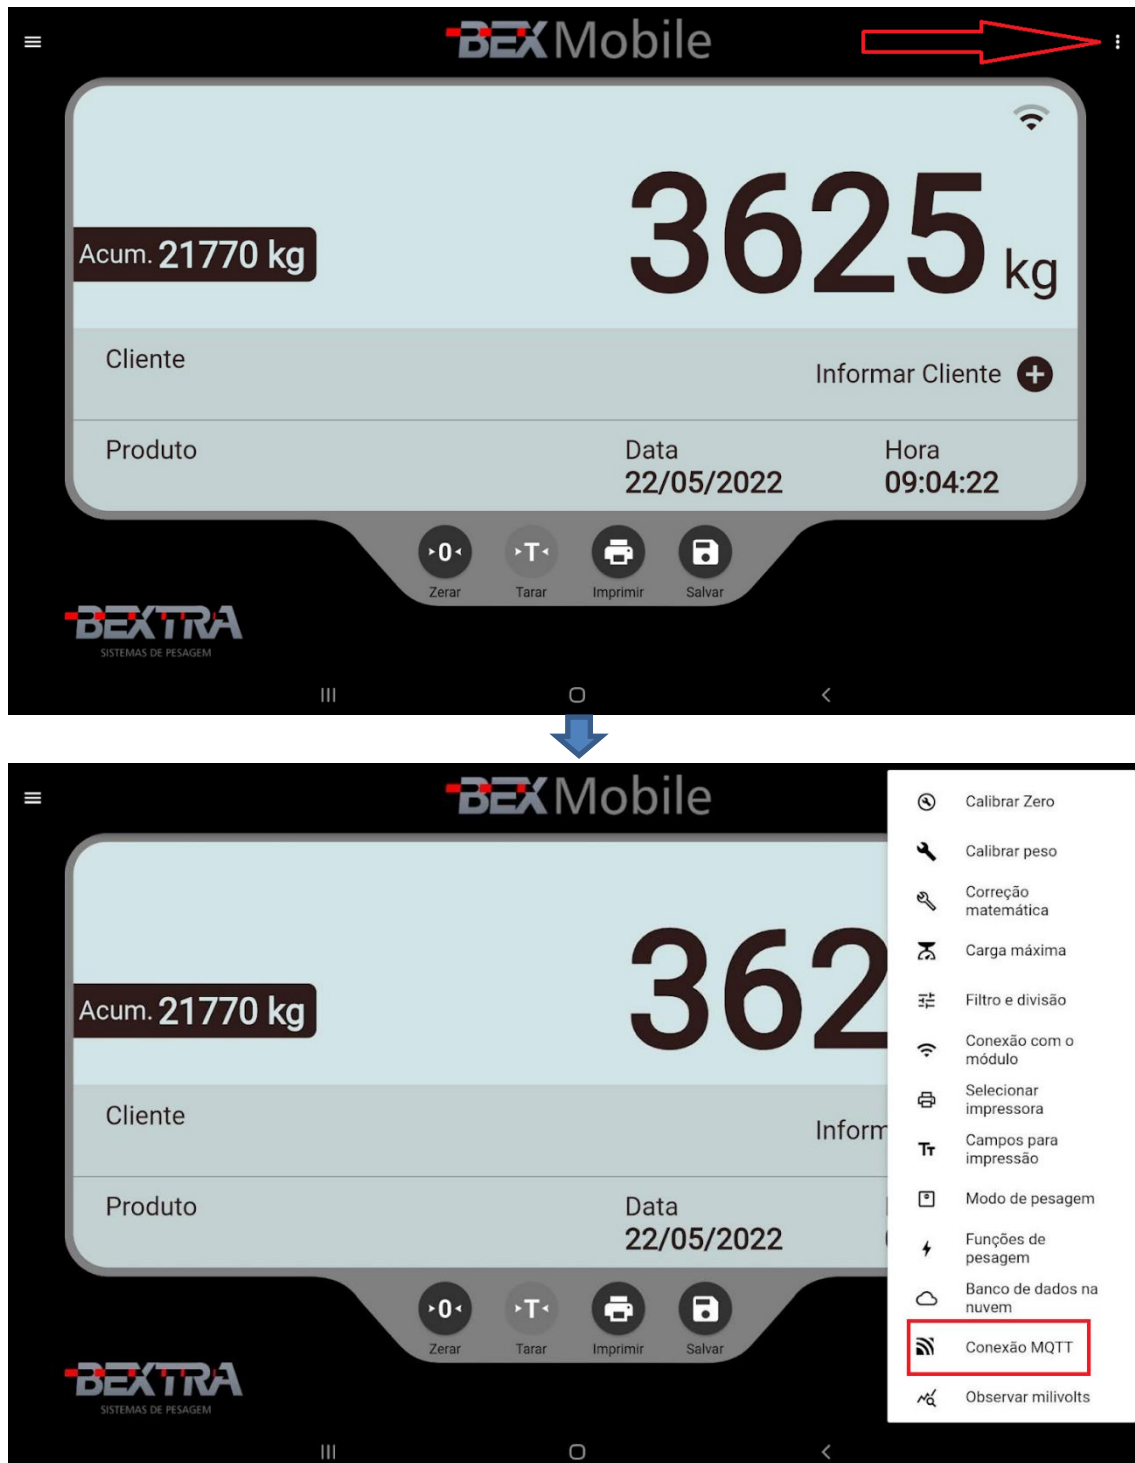 BEX Mobile
3625 kg
Acum. 21770 kg
Cliente
Informar Cliente
Produto
Data
22/05/2022
Hora
09:04:22
0
T
Zerar
Tarar
Imprimir
Salvar
BEXTRA
SISTEMAS DE PESAGEM
BEX Mobile
362
Acum. 21770 kg
Cliente
Inform
Produto
Data
22/05/2022
0
T
Zerar
Tarar
Imprimir
Salvar
BEXTRA
SISTEMAS DE PESAGEM
Calibrar Zero
Calibrar peso
Correção
matemática
Carga máxima
Filtro e divisão
Conexão com o
módulo
Selecionar
impressora
Tт Campos para
impressão
Modo de pesagem
Funções de
pesagem
Banco de dados na
nuvem
Conexão MQTT
Observar milivolts